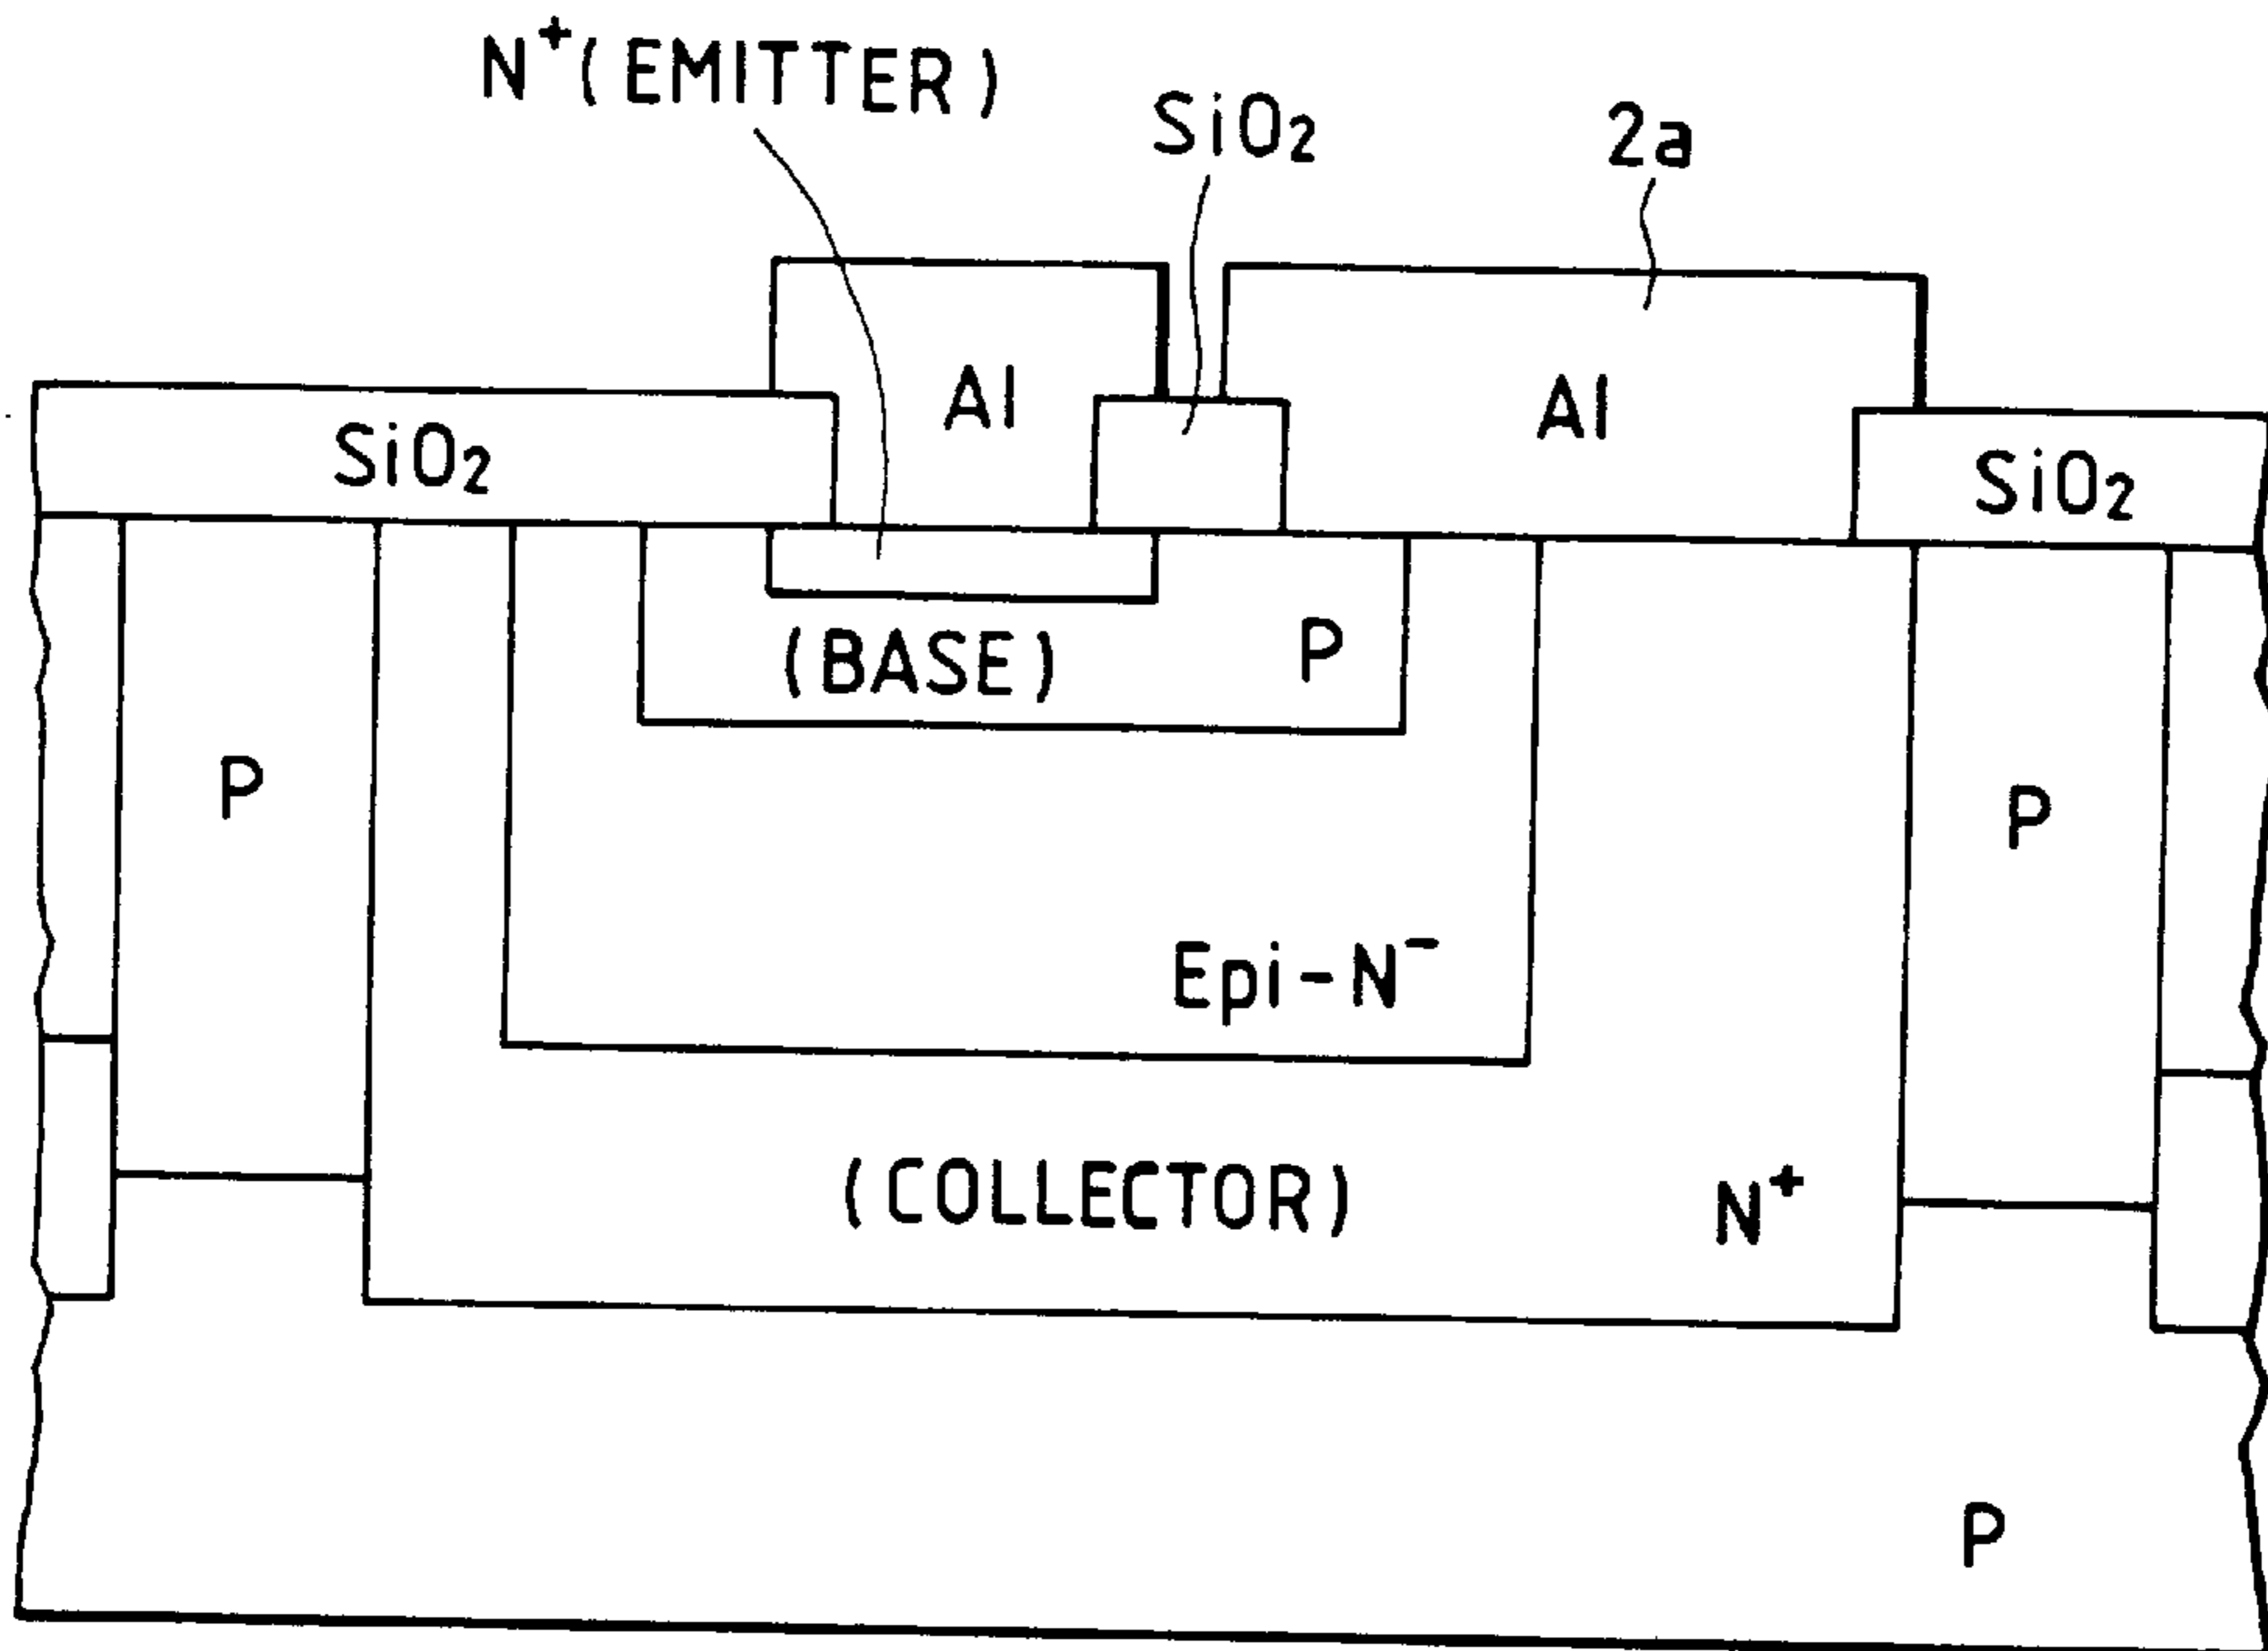 N⁺(EMITTER)
SiO₂
2a
Al
Al
SiO₂
SiO₂
(BASE)
P
P
P
Epi-N⁻
(COLLECTOR)
N⁺
P